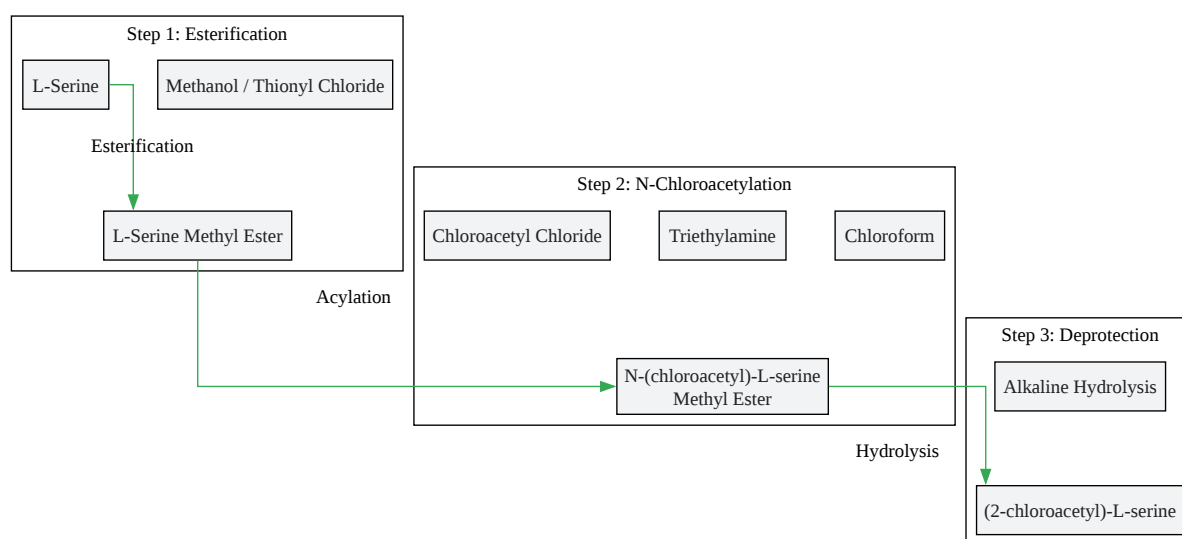 Step 1: Esterification
L-Serine
Methanol / Thionyl Chloride
Esterification
L-Serine Methyl Ester
Acylation
Step 2: N-Chloroacetylation
Chloroacetyl Chloride
Triethylamine
Chloroform
N-(chloroacetyl)-L-serine
Methyl Ester
Hydrolysis
Step 3: Deprotection
Alkaline Hydrolysis
(2-chloroacetyl)-L-serine